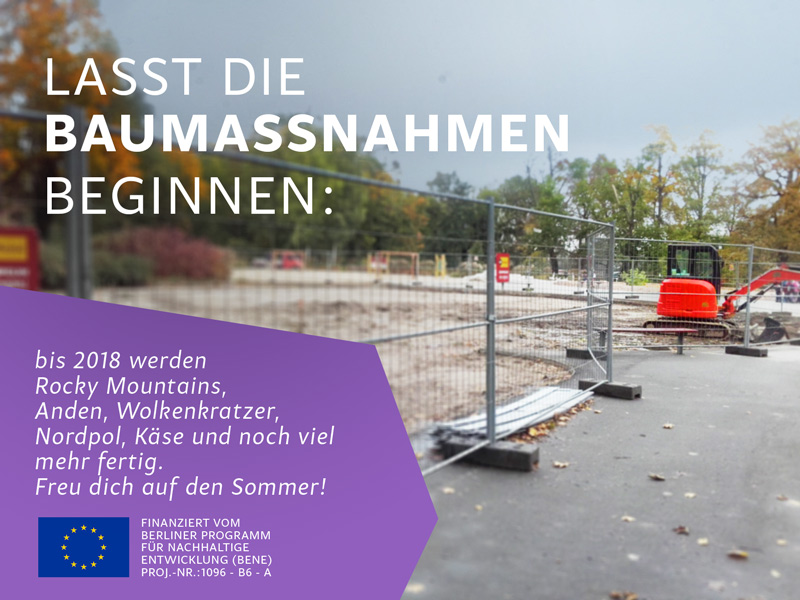 LASST DIE
BAUMASSNAHMEN
BEGINNEN:
bis 2018 werden
Rocky Mountains,
Anden, Wolkenkratzer,
Nordpol, Käse und noch viel
mehr fertig.
Freu dich auf den Sommer!
FINANZIERT VOM
BERLINER PROGRAMM
FÜR NACHHALTIGE
ENTWICKLUNG (BENE)
PROJ.-NR.:1096 - B6 - A